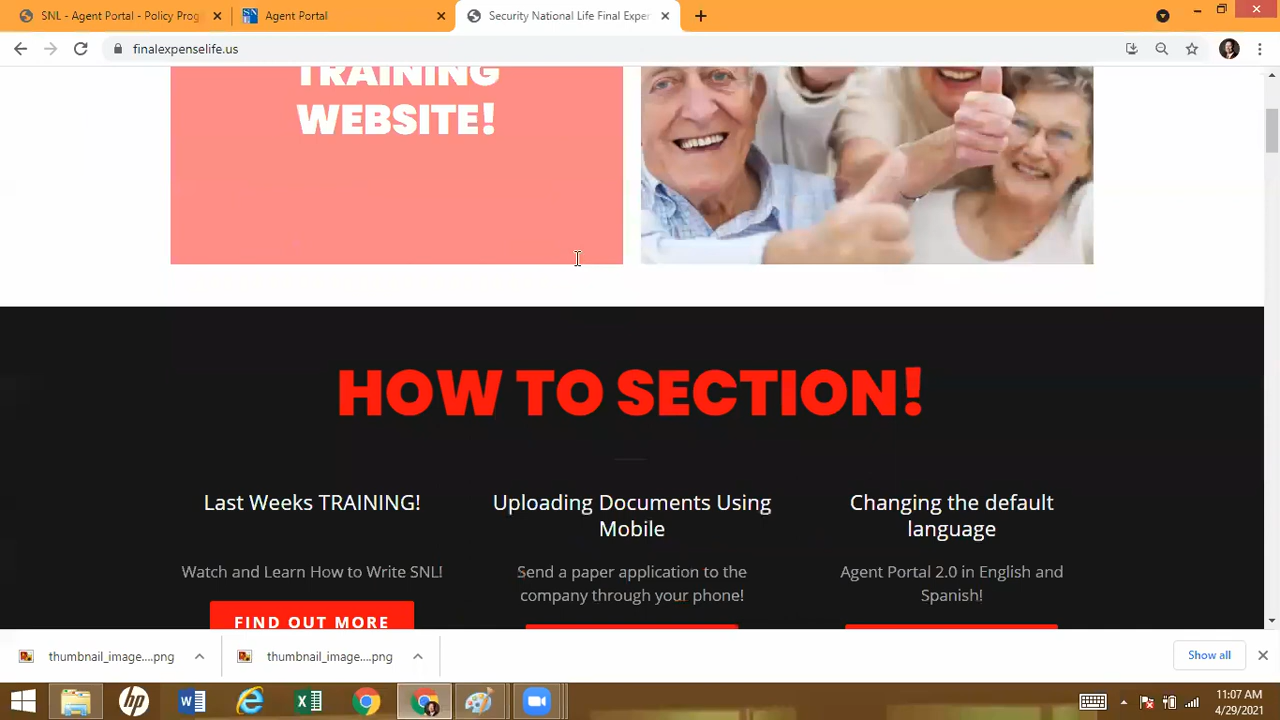 SNL - Agent Portal - Policy Prog
Agent Portal
Security National Life Final Exper
finalexpenselife.us
TRAINING
WEBSITE!
HOW TO SECTION!
Last Weeks TRAINING!
Watch and Learn How to Write SNL!
FIND OUT MORE
Uploading Documents Using
Mobile
Send a paper application to the
company through your phone!
Changing the default
language
Agent Portal 2.0 in English and
Spanish!
thumbnail_image....png
thumbnail_image....png
Show all
11:07 AM
4/29/2021